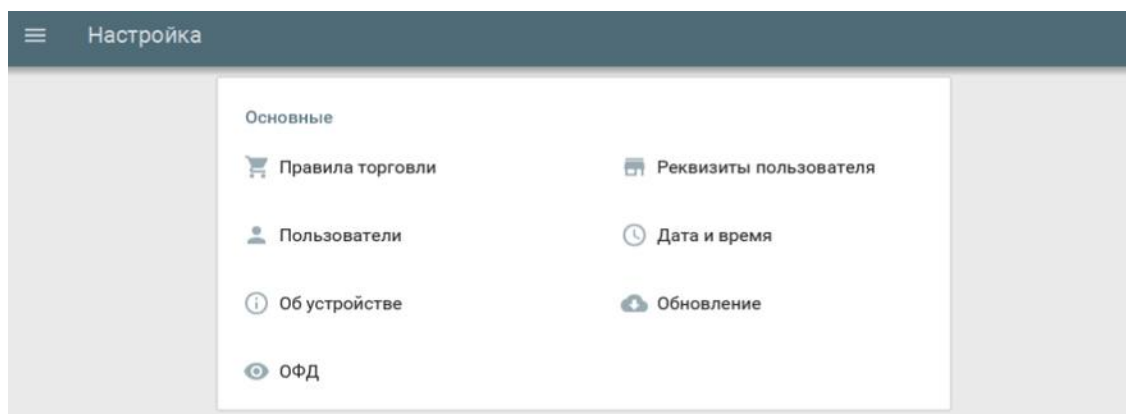 Настройка
Основные
Правила торговли
Реквизиты пользователя
Пользователи
Дата и время
Об устройстве
Обновление
ОФД